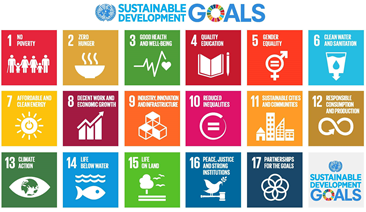 SUSTAINABLE
DEVELOPMENT
GOALS
1 NO
POVERTY
2 ZERO
HUNGER
3 GOOD HEALTH
AND WELL-BEING
4 QUALITY
EDUCATION
5 GENDER
EQUALITY
6 CLEAN WATER
AND SANITATION
7 AFFORDABLE AND
CLEAN ENERGY
8 DECENT WORK AND
ECONOMIC GROWTH
9 INDUSTRY, INNOVATION
AND INFRASTRUCTURE
10 REDUCED
INEQUALITIES
11 SUSTAINABLE CITIES
AND COMMUNITIES
12 RESPONSIBLE
CONSUMPTION
AND PRODUCTION
13 CLIMATE
ACTION
14 LIFE
BELOW WATER
15 LIFE
ON LAND
16 PEACE, JUSTICE
AND STRONG
INSTITUTIONS
17 PARTNERSHIPS
FOR THE GOALS
SUSTAINABLE
DEVELOPMENT
GOALS